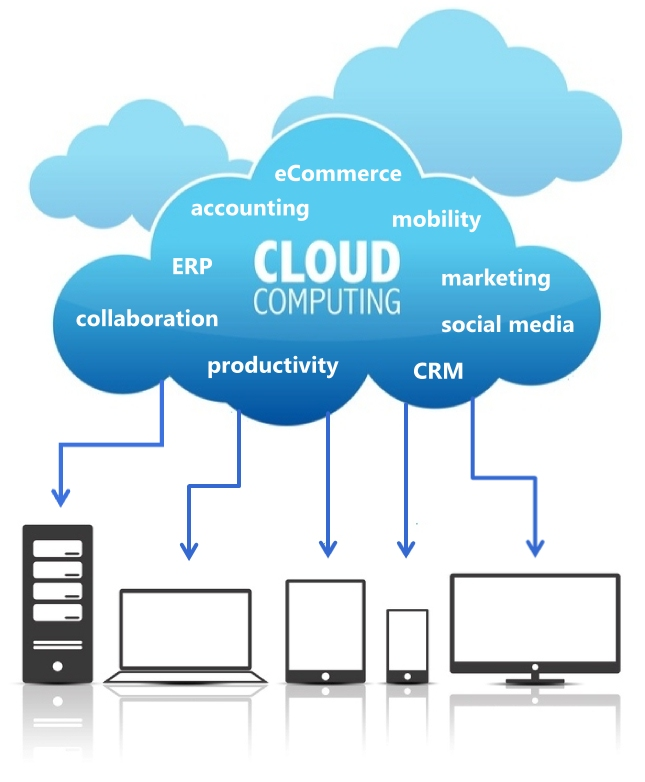 eCommerce
accounting
mobility
ERP
CLOUD
COMPUTING
marketing
collaboration
social media
productivity
CRM